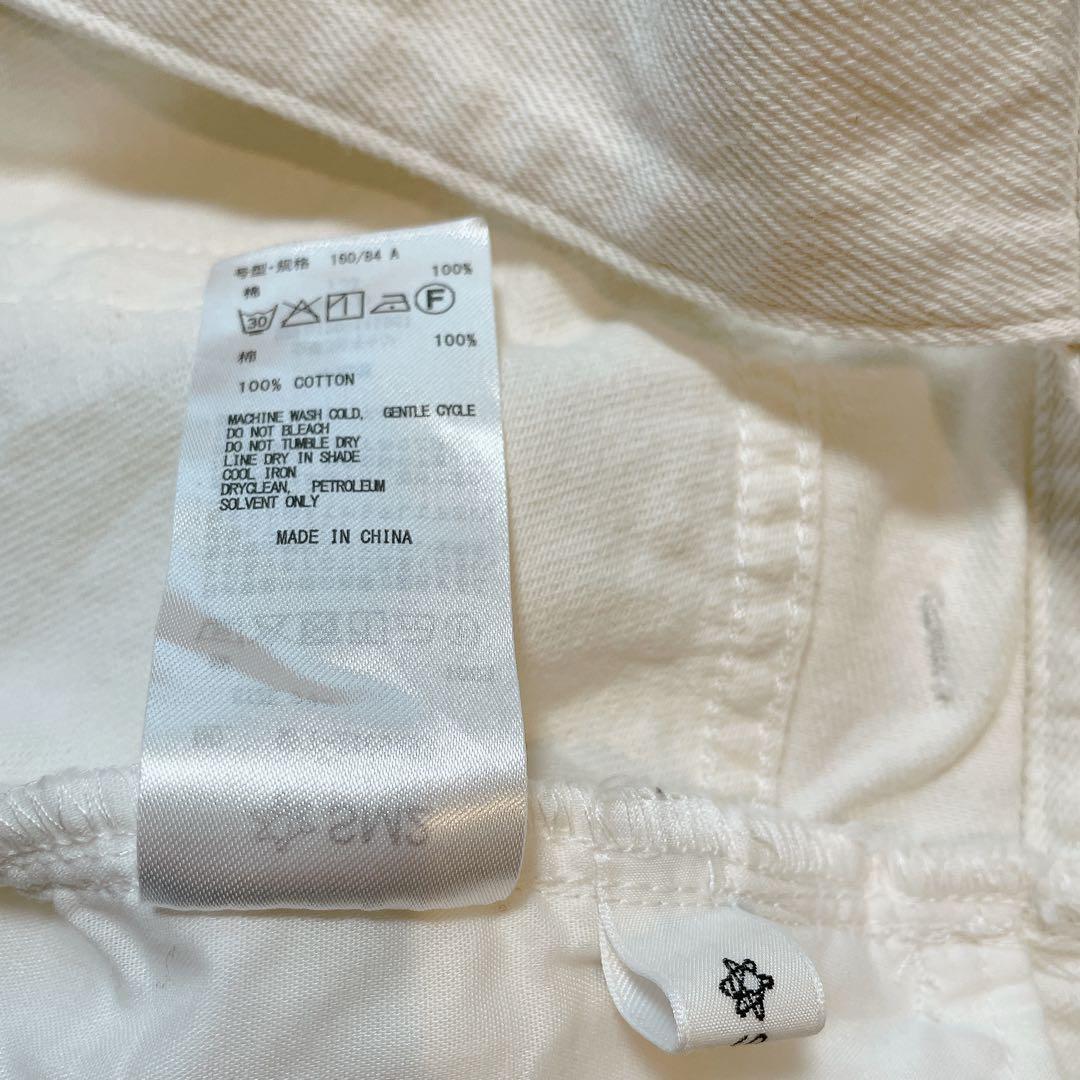 号型·规格 160/84 A
棉 100%
30 F
棉 100%
100% COTTON
MACHINE WASH COLD, GENTLE CYCLE
DO NOT BLEACH
DO NOT TUMBLE DRY
LINE DRY IN SHADE
COOL IRON
DRYCLEAN, PETROLEUM
SOLVENT ONLY
MADE IN CHINA